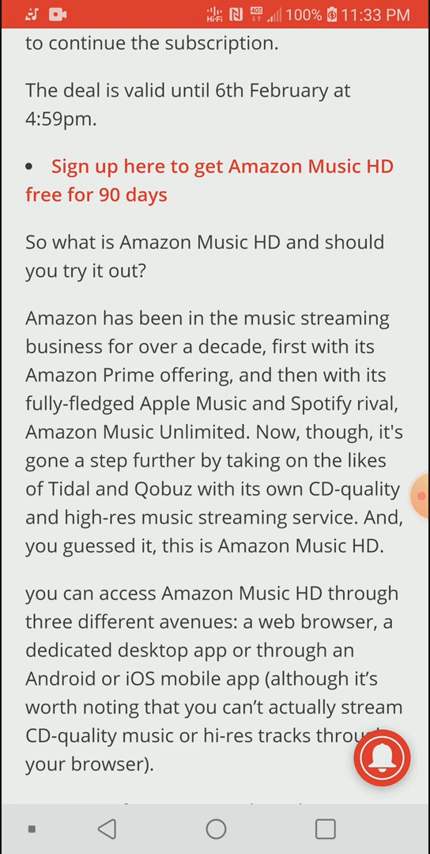 Hi-Fi 4G 100% 11:33 PM
to continue the subscription.
The deal is valid until 6th February at
4:59pm.
• Sign up here to get Amazon Music HD
free for 90 days
So what is Amazon Music HD and should
you try it out?
Amazon has been in the music streaming
business for over a decade, first with its
Amazon Prime offering, and then with its
fully-fledged Apple Music and Spotify rival,
Amazon Music Unlimited. Now, though, it's
gone a step further by taking on the likes
of Tidal and Qobuz with its own CD-quality
and high-res music streaming service. And,
you guessed it, this is Amazon Music HD.
you can access Amazon Music HD through
three different avenues: a web browser, a
dedicated desktop app or through an
Android or iOS mobile app (although it’s
worth noting that you can’t actually stream
CD-quality music or hi-res tracks through
your browser).